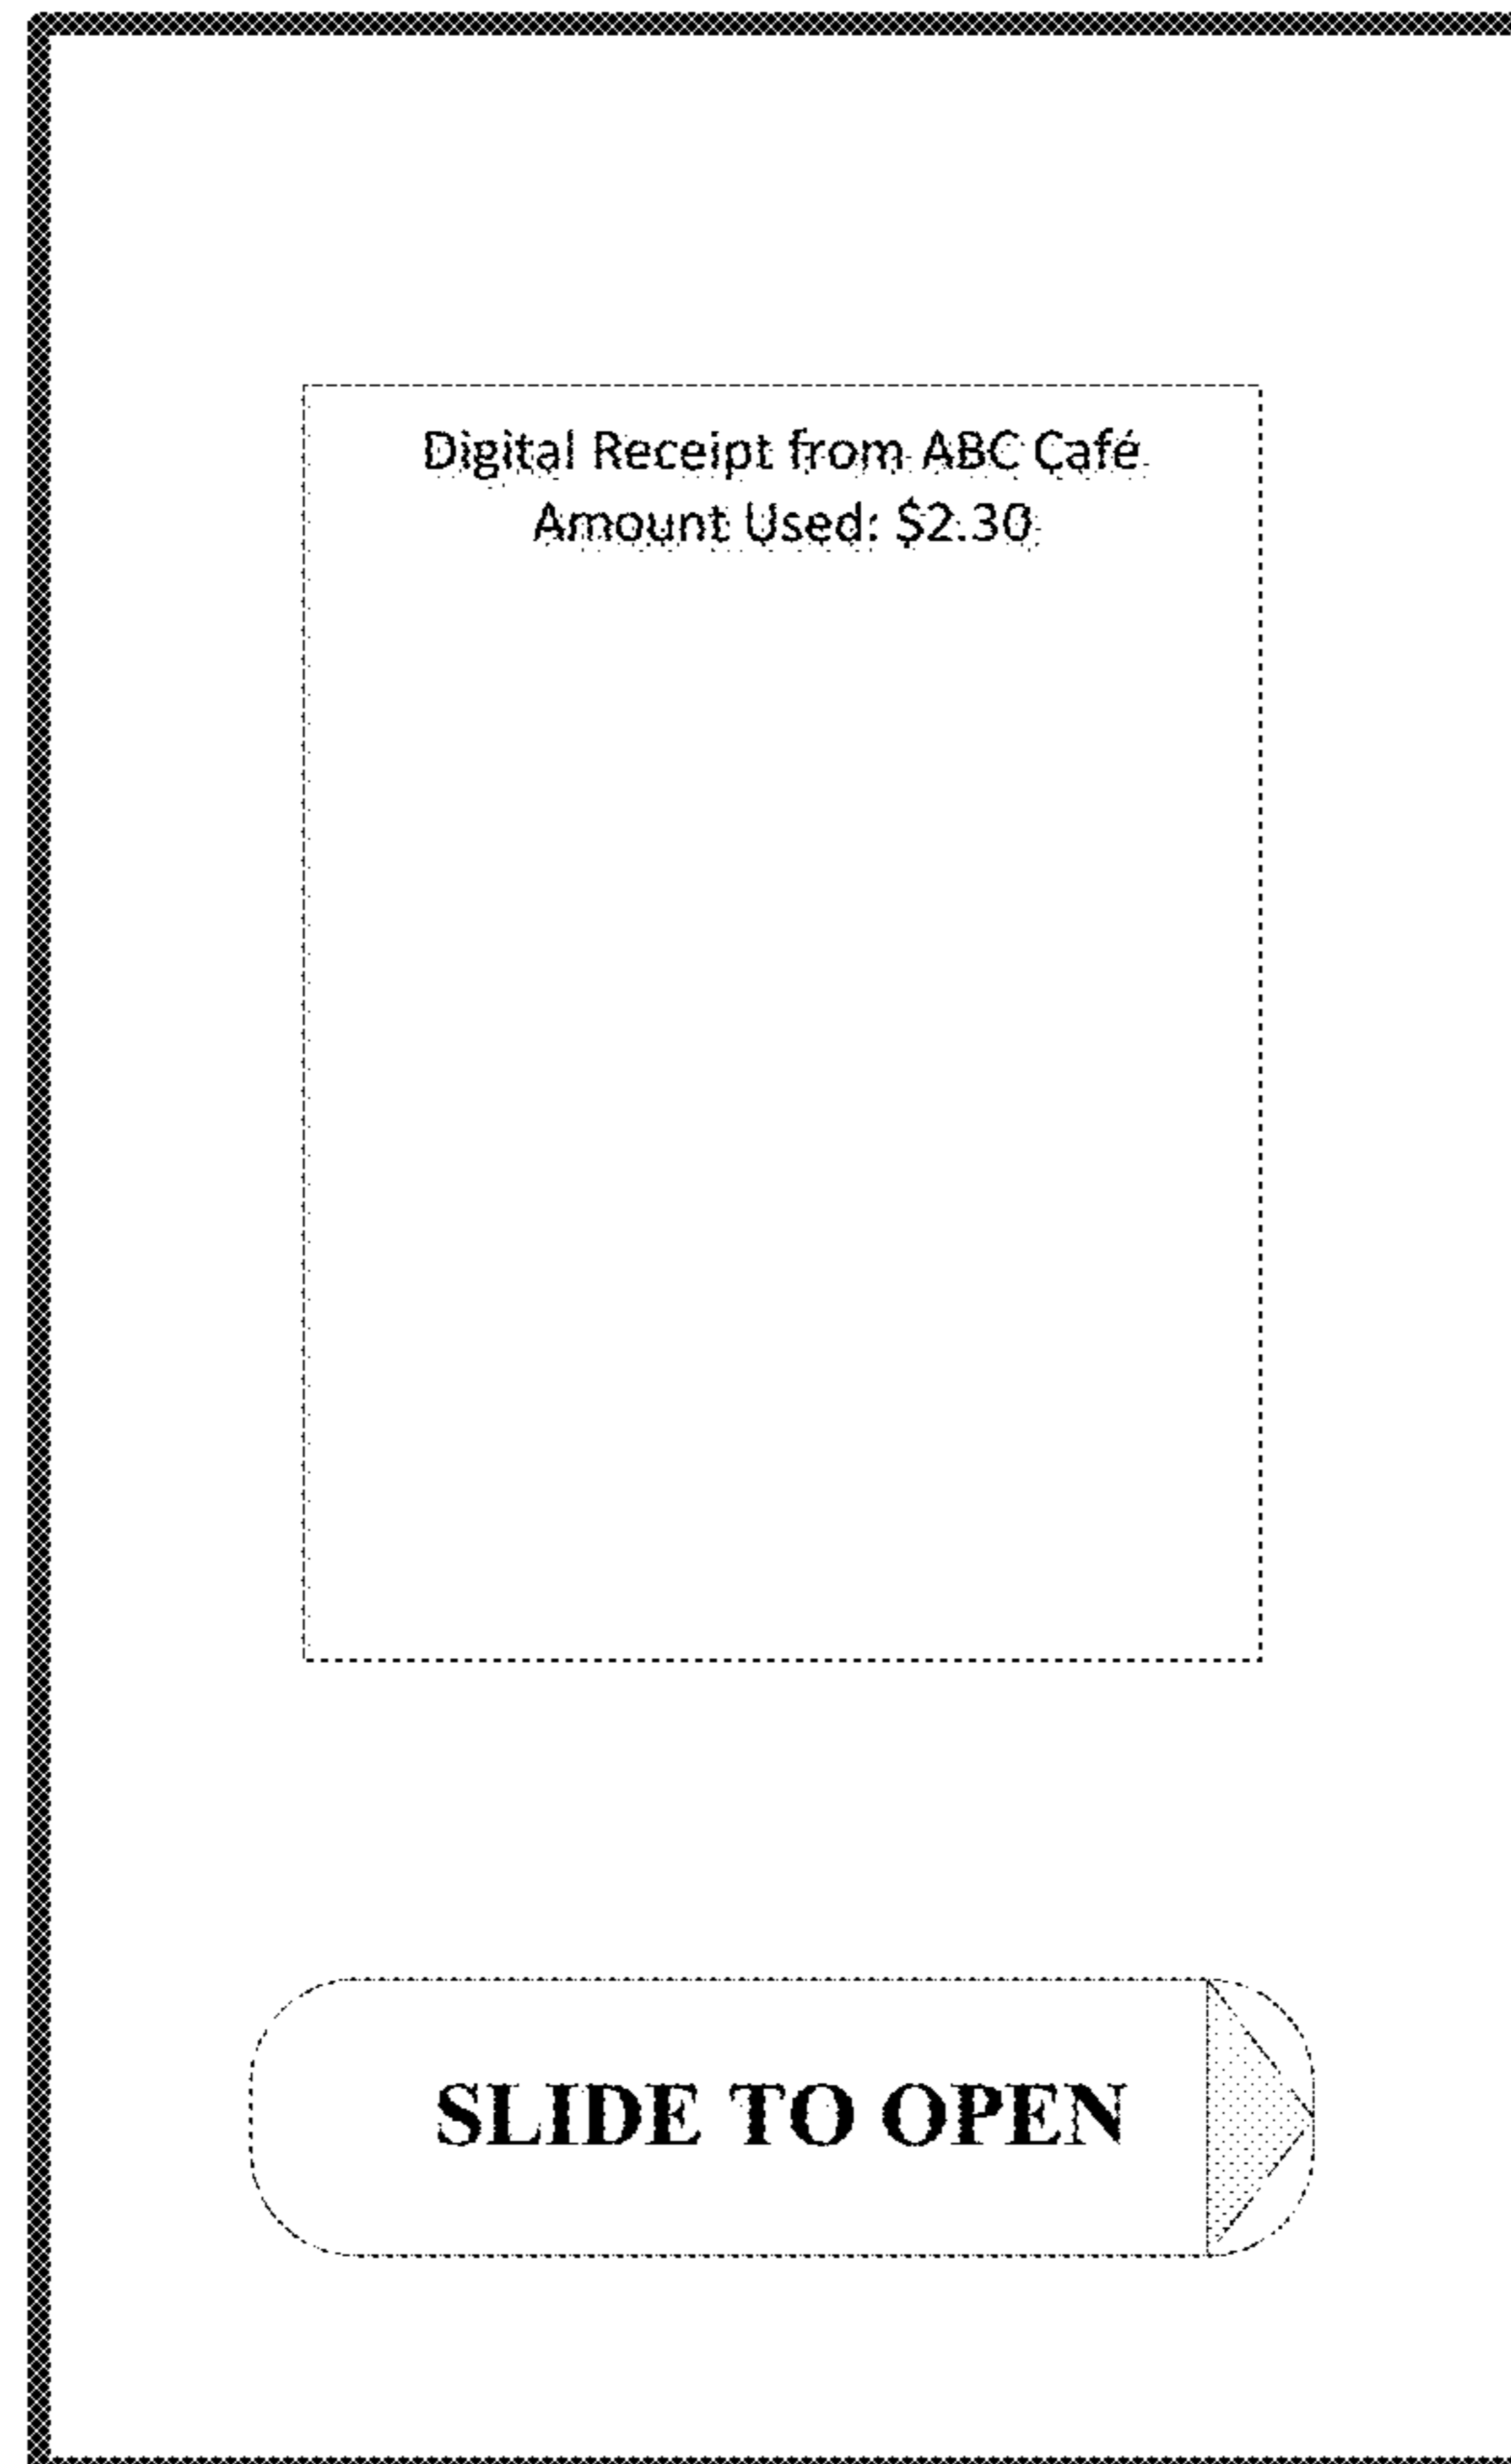 Digital Receipt from ABC Café
Amount Used: $2.30
SLIDE TO OPEN